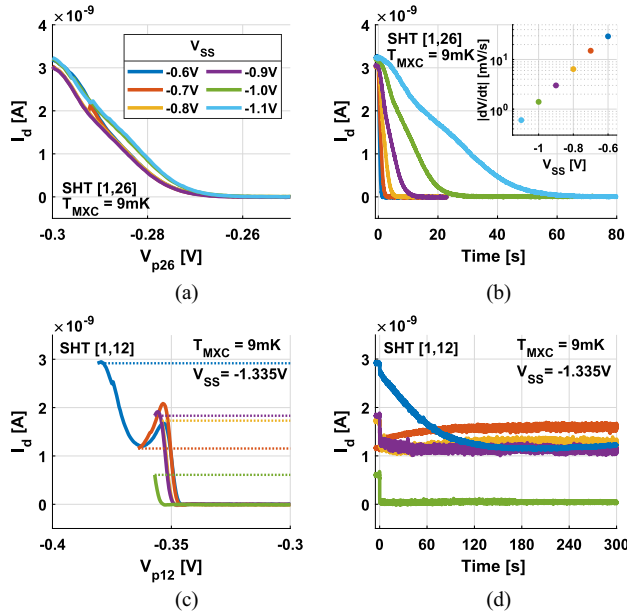 ×10⁻⁹
4
3
2
1
0
I_d [A]
V_SS
-0.6V -0.9V
-0.7V -1.0V
-0.8V -1.1V
SHT [1,26]
T_MXC = 9mK
-0.3 -0.28 -0.26
V_p26 [V]
(a)
×10⁻⁹
4
3
2
1
0
I_d [A]
SHT [1,26]
T_MXC = 9mK
|dV/dt| [mV/s]
10¹
10⁰
-1 -0.8 -0.6
V_SS [V]
0 20 40 60 80
Time [s]
(b)
×10⁻⁹
3
2
1
0
I_d [A]
SHT [1,12]
T_MXC = 9mK
V_SS = -1.335V
-0.4 -0.35 -0.3
V_p12 [V]
(c)
×10⁻⁹
3
2
1
0
I_d [A]
SHT [1,12]
T_MXC = 9mK
V_SS = -1.335V
0 60 120 180 240 300
Time [s]
(d)